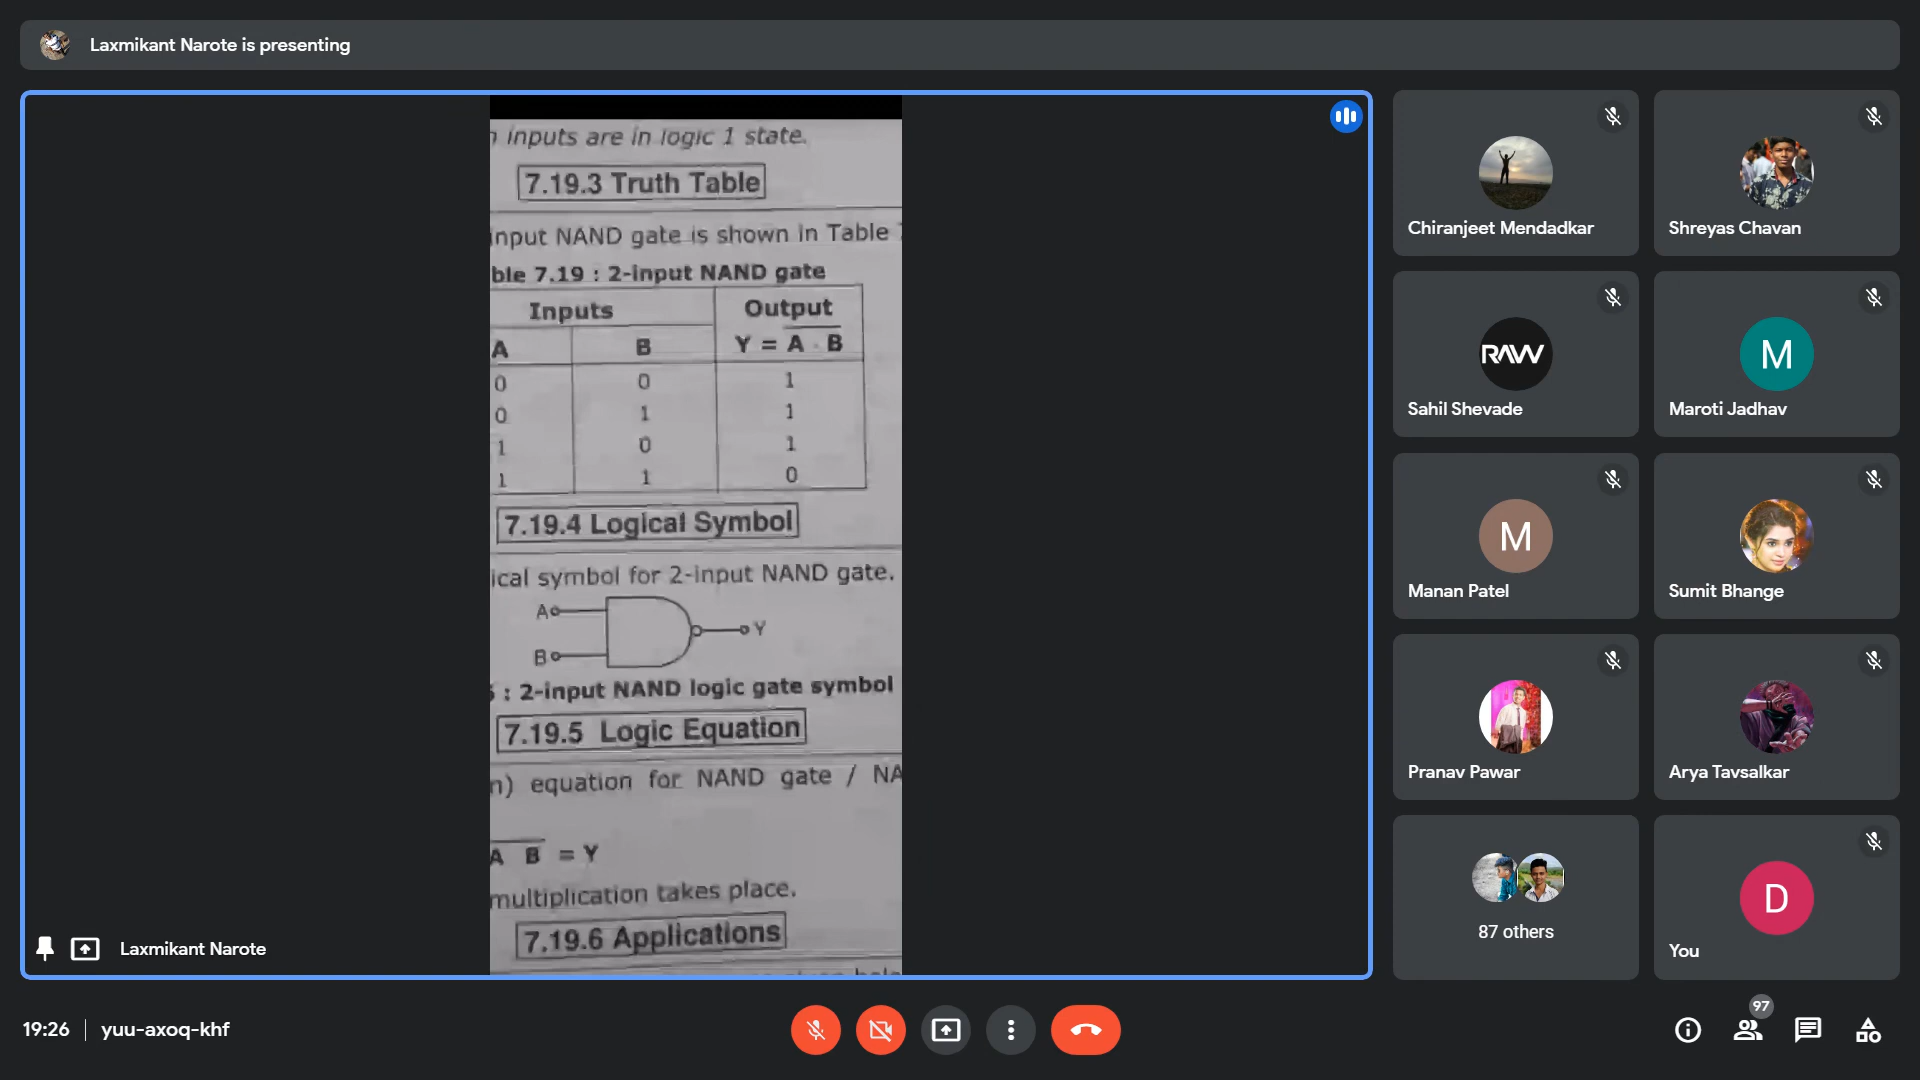 Laxmikant Narote is presenting
inputs are in logic 1 state.
7.19.3 Truth Table
input NAND gate is shown in Table
ble 7.19 : 2-input NAND gate
Inputs Output
A B Y = A . B
0 0 1
0 1 1
1 0 1
1 1 0
7.19.4 Logical Symbol
ical symbol for 2-input NAND gate.
A Y
B
: 2-input NAND logic gate symbol
7.19.5 Logic Equation
n) equation for NAND gate / NA
A B = Y
multiplication takes place.
7.19.6 Applications
Laxmikant Narote
Chiranjeet Mendadkar
Shreyas Chavan
RAW
Sahil Shevade
M
Maroti Jadhav
M
Manan Patel
Sumit Bhange
Pranav Pawar
Arya Tavsalkar
87 others
D
You
19:26 | yuu-axoq-khf
97